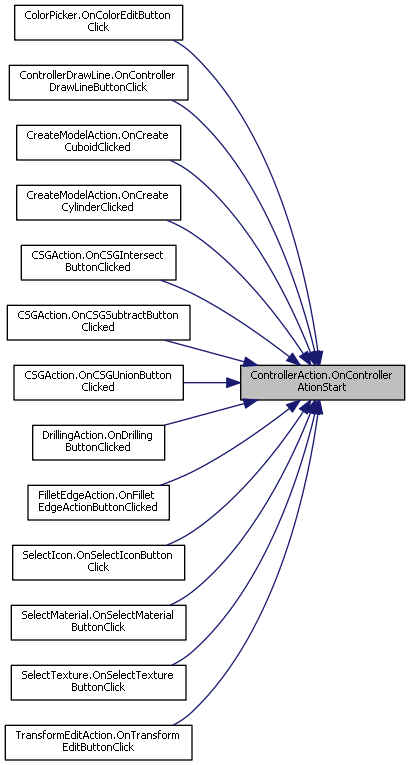 ColorPicker.OnColorEditButton
Click
ControllerDrawLine.OnController
DrawLineButtonClick
CreateModelAction.OnCreate
CuboidClicked
CreateModelAction.OnCreate
CylinderClicked
CSGAction.OnCSGIntersect
ButtonClicked
CSGAction.OnCSGSubtractButton
Clicked
ControllerAction.OnController
AtionStart
CSGAction.OnCSGUnionButton
Clicked
DrillingAction.OnDrilling
ButtonClicked
FilletEdgeAction.OnFillet
EdgeActionButtonClicked
SelectIcon.OnSelectIconButton
Click
SelectMaterial.OnSelectMaterial
ButtonClick
SelectTexture.OnSelectTexture
ButtonClick
TransformEditAction.OnTransform
EditButtonClick